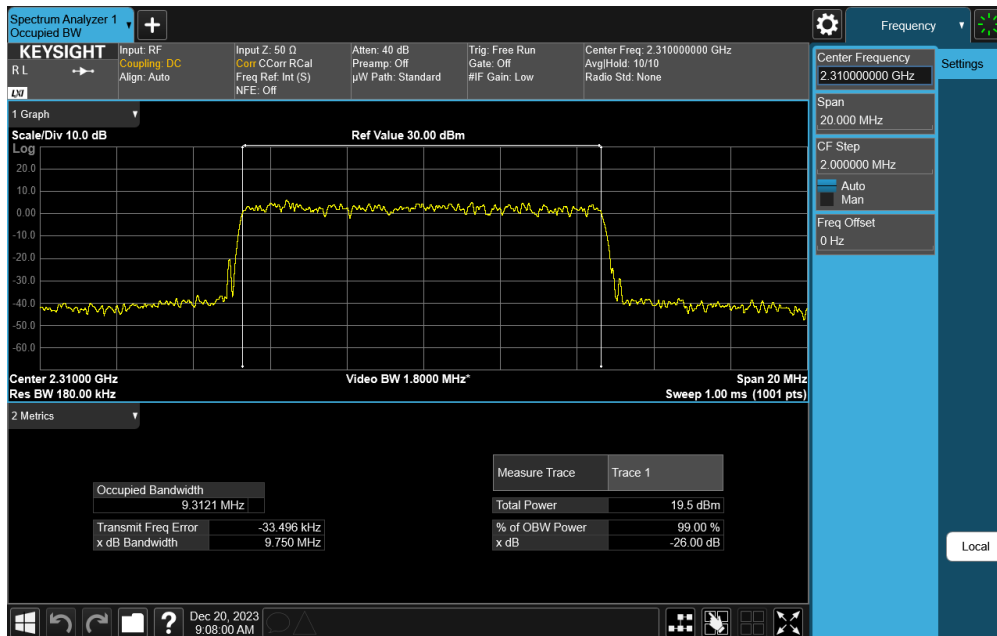 Spectrum Analyzer 1
Occupied BW
+
Frequency
KEYSIGHT
R L
LXI
Input: RF
Coupling: DC
Align: Auto
Input Z: 50 Ω
Corr CCorr RCal
Freq Ref: Int (S)
NFE: Off
Atten: 40 dB
Preamp: Off
µW Path: Standard
Trig: Free Run
Gate: Off
#IF Gain: Low
Center Freq: 2.310000000 GHz
Avg|Hold: 10/10
Radio Std: None
Center Frequency
2.310000000 GHz
Settings
Span
20.000 MHz
CF Step
2.000000 MHz
Auto
Man
Freq Offset
0 Hz
1 Graph
Scale/Div 10.0 dB
Ref Value 30.00 dBm
Log
20.0
10.0
0.00
-10.0
-20.0
-30.0
-40.0
-50.0
-60.0
Center 2.31000 GHz
Video BW 1.8000 MHz*
Span 20 MHz
Res BW 180.00 kHz
Sweep 1.00 ms (1001 pts)
2 Metrics
Measure Trace Trace 1
Occupied Bandwidth
9.3121 MHz
Total Power 19.5 dBm
Transmit Freq Error -33.496 kHz
% of OBW Power 99.00 %
x dB Bandwidth 9.750 MHz
x dB -26.00 dB
Local
?
Dec 20, 2023
9:08:00 AM